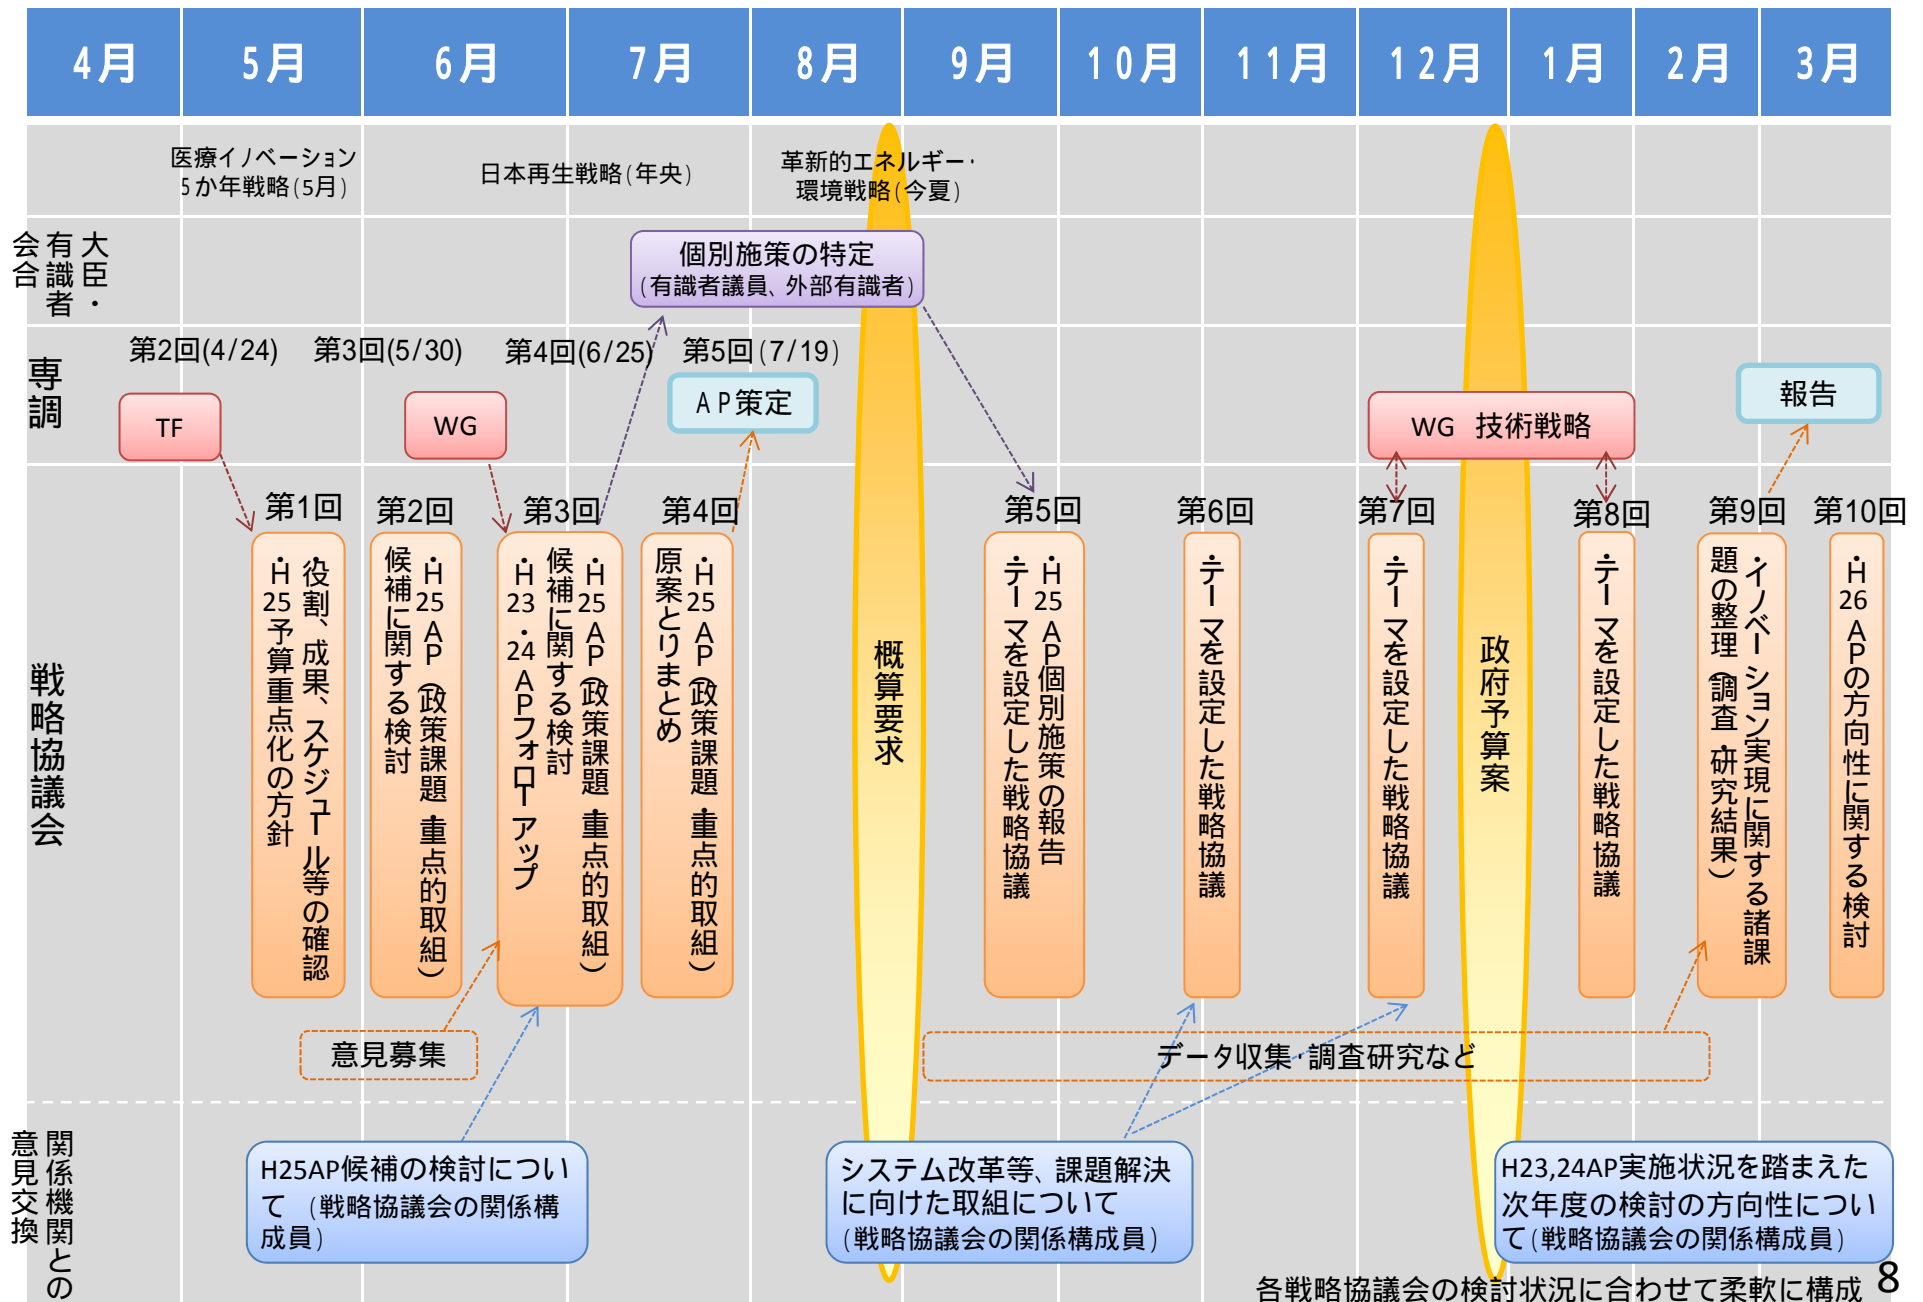 4月 5月 6月 7月 8月 9月 10月 11月 12月 1月 2月 3月
医療イノベーション
5か年戦略(5月)
日本再生戦略(年央)
革新的エネルギー・
環境戦略(今夏)
大臣・
有識者
会合
個別施策の特定
(有識者議員、外部有識者)
専調
第2回(4/24)
第3回(5/30)
第4回(6/25)
第5回(7/19)
TF
WG
AP策定
WG 技術戦略
報告
戦略協議会
第1回
・役割、成果、スケジュール等の確認
・H25予算重点化の方針
第2回
・H25AP(政策課題・重点的取組)
候補に関する検討
第3回
・H25AP(政策課題・重点的取組)
候補に関する検討
・H23・24APフォローアップ
第4回
・H25AP(政策課題・重点的取組)
原案とりまとめ
概算要求
第5回
・H25AP個別施策の報告
・テーマを設定した戦略協議
第6回
・テーマを設定した戦略協議
第7回
・テーマを設定した戦略協議
政府予算案
第8回
・テーマを設定した戦略協議
第9回
・イノベーション実現に関する諸課
題の整理(調査・研究結果)
第10回
・H26APの方向性に関する検討
意見募集
データ収集・調査研究など
関係機関との
意見交換
H25AP候補の検討につい
て (戦略協議会の関係構
成員)
システム改革等、課題解決
に向けた取組について
(戦略協議会の関係構成員)
H23,24AP実施状況を踏まえた
次年度の検討の方向性につい
て(戦略協議会の関係構成員)
各戦略協議会の検討状況に合わせて柔軟に構成
8